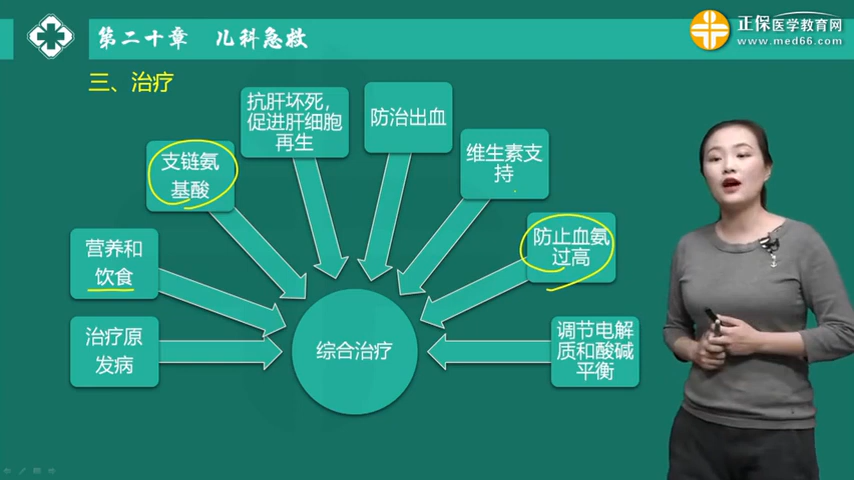 第二十章 儿科急救
正保医学教育网
www.med66.com
三、治疗
抗肝坏死，
促进肝细胞
再生
防治出血
支链氨
基酸
维生素支
持
营养和
饮食
防止血氨
过高
治疗原
发病
综合治疗
调节电解
质和酸碱
平衡